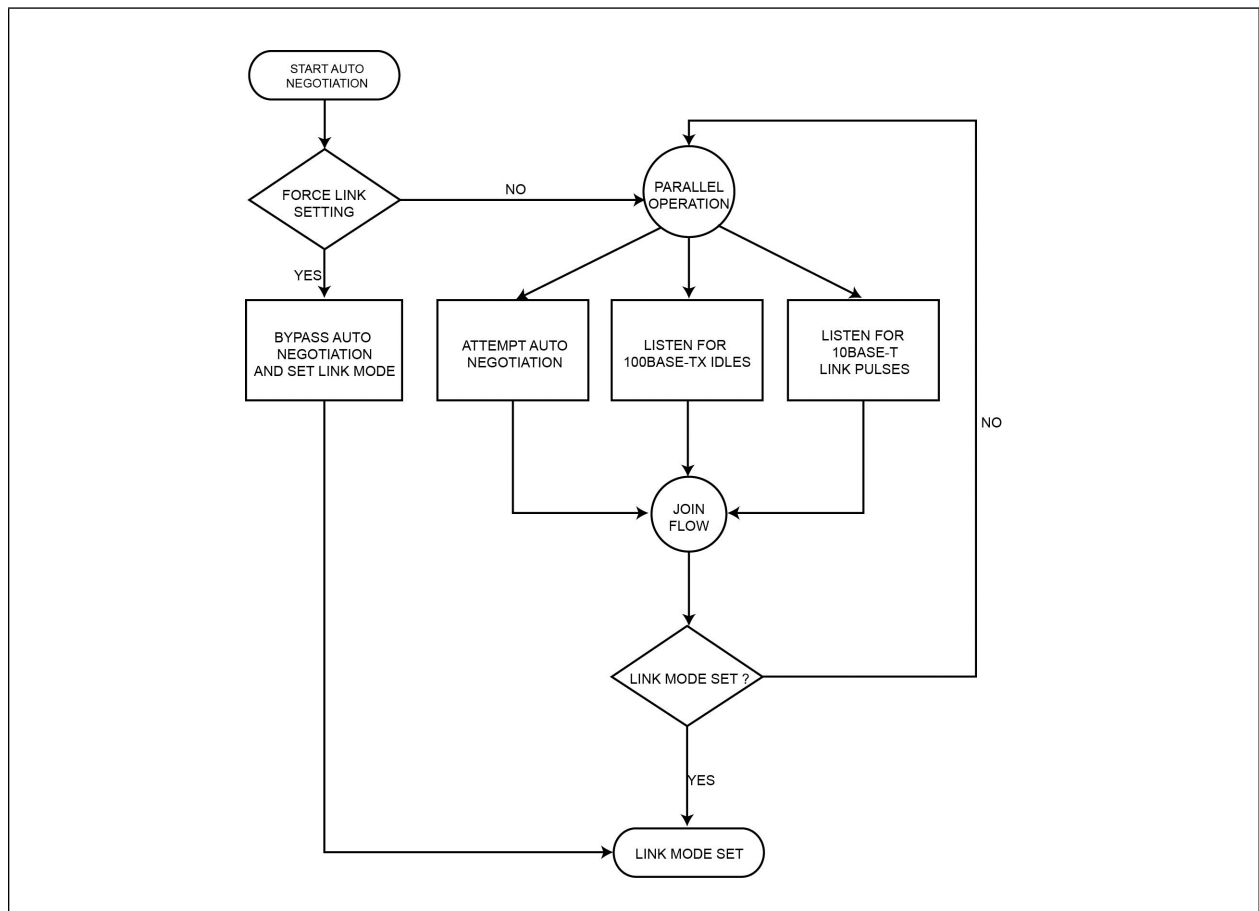 START AUTO
NEGOTIATION
FORCE LINK
SETTING
NO
PARALLEL
OPERATION
YES
BYPASS AUTO
NEGOTIATION
AND SET LINK MODE
ATTEMPT AUTO
NEGOTIATION
LISTEN FOR
100BASE-TX IDLES
LISTEN FOR
10BASE-T
LINK PULSES
NO
JOIN
FLOW
LINK MODE SET ?
YES
LINK MODE SET